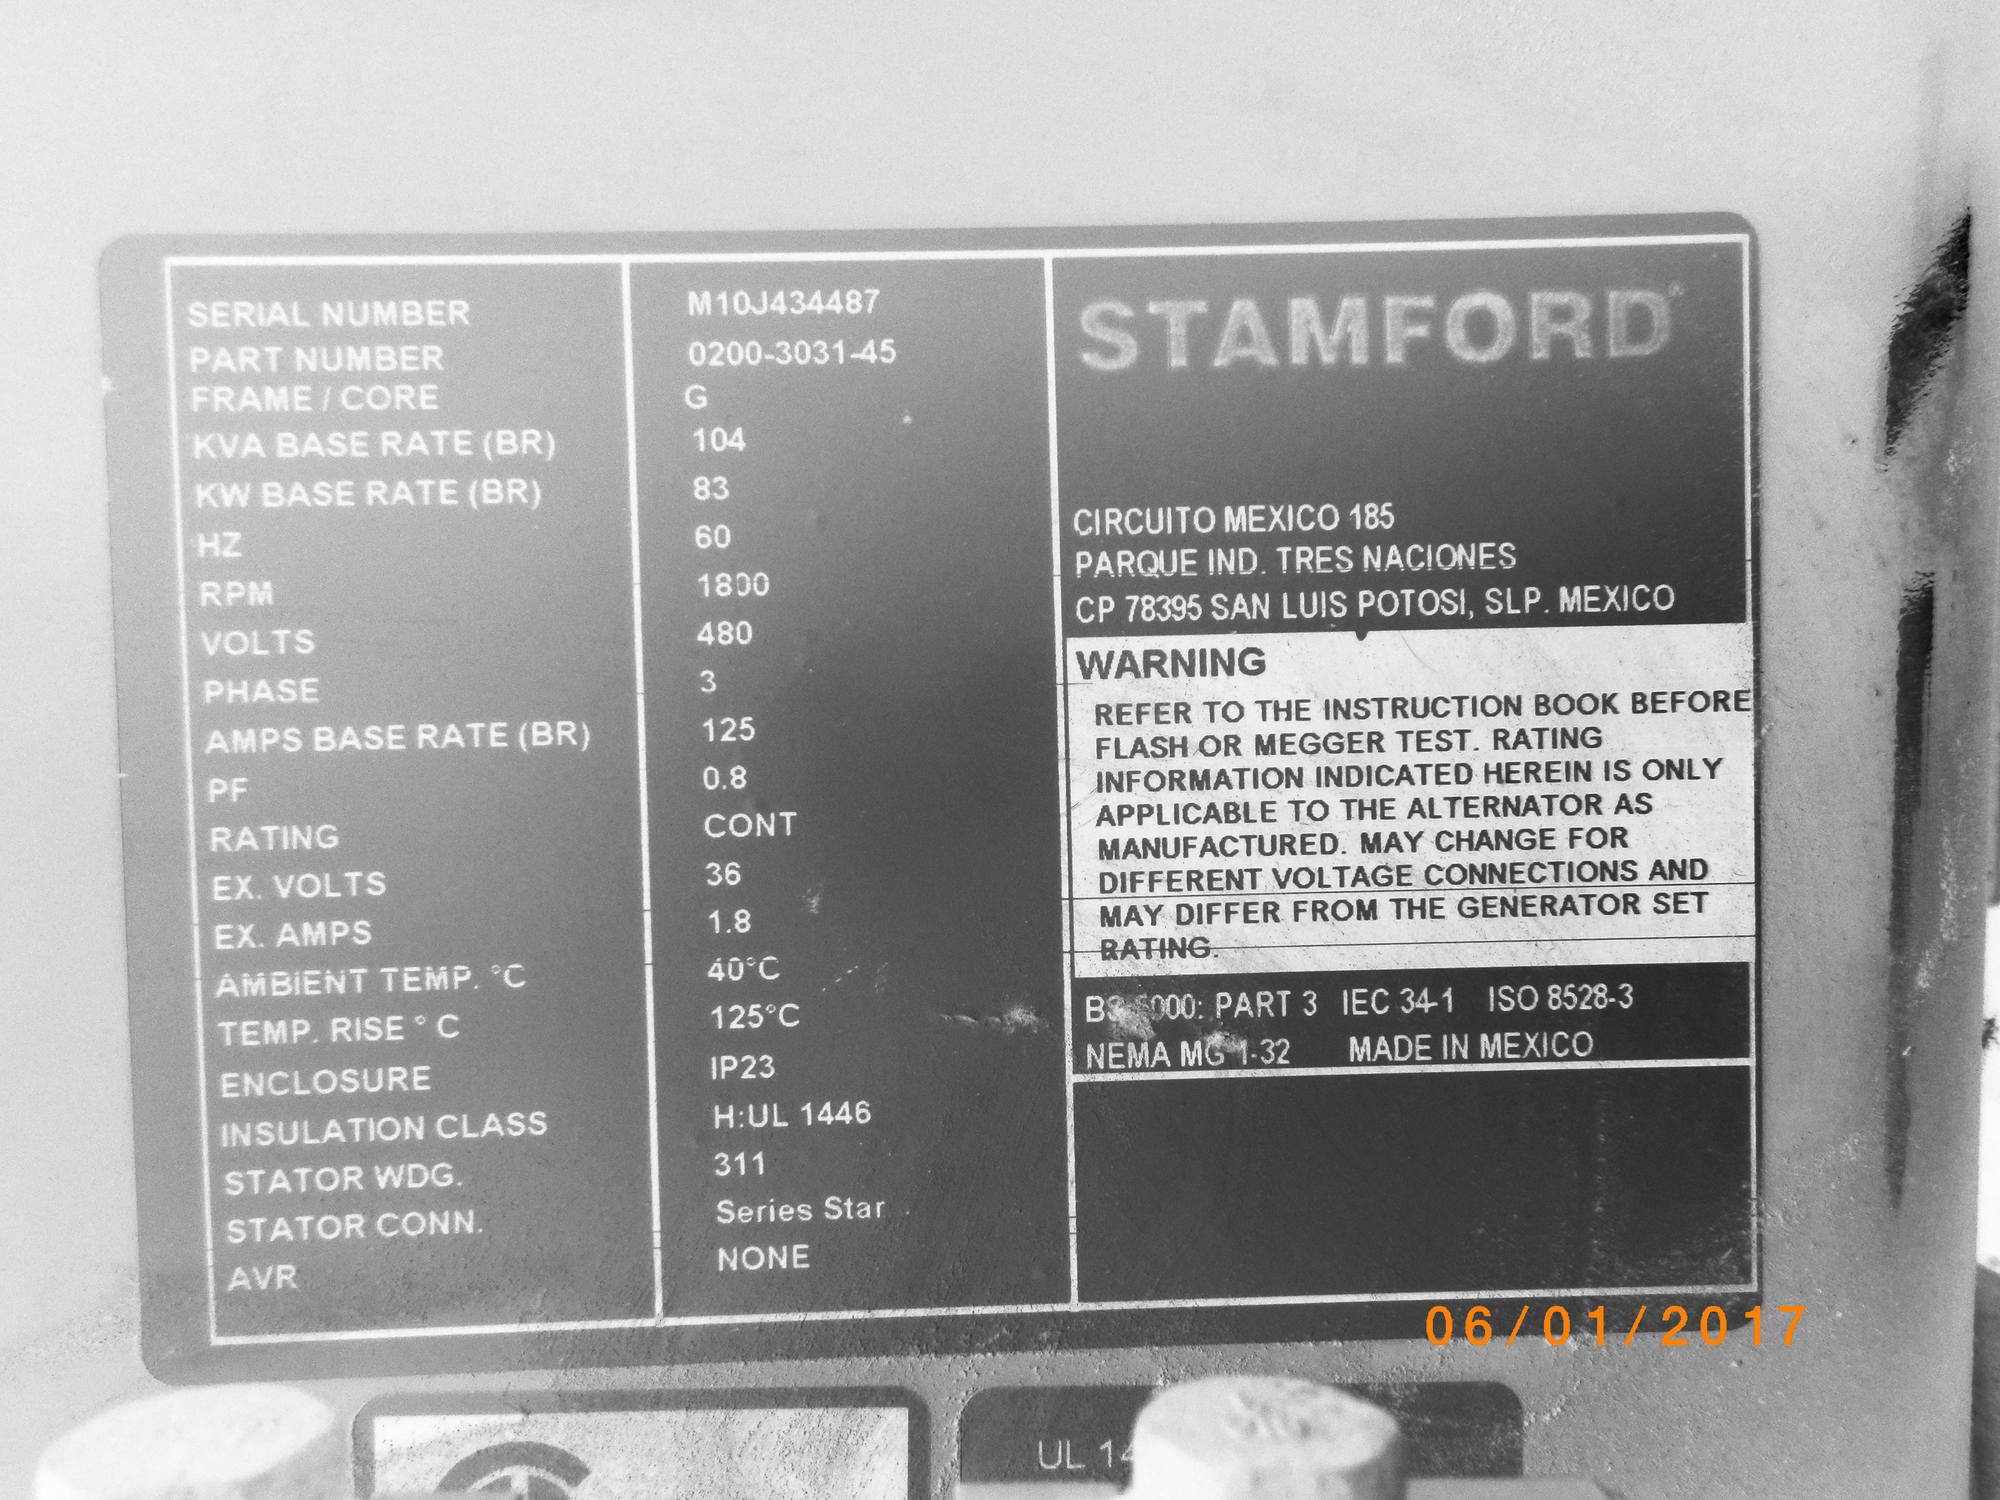 SERIAL NUMBER M10J434487
PART NUMBER 0200-3031-45
FRAME / CORE G
KVA BASE RATE (BR) 104
KW BASE RATE (BR) 83
HZ 60
RPM 1800
VOLTS 480
PHASE 3
AMPS BASE RATE (BR) 125
PF 0.8
RATING CONT
EX. VOLTS 36
EX. AMPS 1.8
AMBIENT TEMP. °C 40°C
TEMP. RISE °C 125°C
ENCLOSURE IP23
INSULATION CLASS H:UL 1446
STATOR WDG. 311
STATOR CONN. Series Star
AVR NONE
STAMFORD
CIRCUITO MEXICO 185
PARQUE IND. TRES NACIONES
CP 78395 SAN LUIS POTOSI, SLP. MEXICO
WARNING
REFER TO THE INSTRUCTION BOOK BEFORE
FLASH OR MEGGER TEST. RATING
INFORMATION INDICATED HEREIN IS ONLY
APPLICABLE TO THE ALTERNATOR AS
MANUFACTURED. MAY CHANGE FOR
DIFFERENT VOLTAGE CONNECTIONS AND
MAY DIFFER FROM THE GENERATOR SET
RATING.
BS 5000: PART 3 IEC 34-1 ISO 8528-3
NEMA MG 1-32 MADE IN MEXICO
06/01/2017
UL